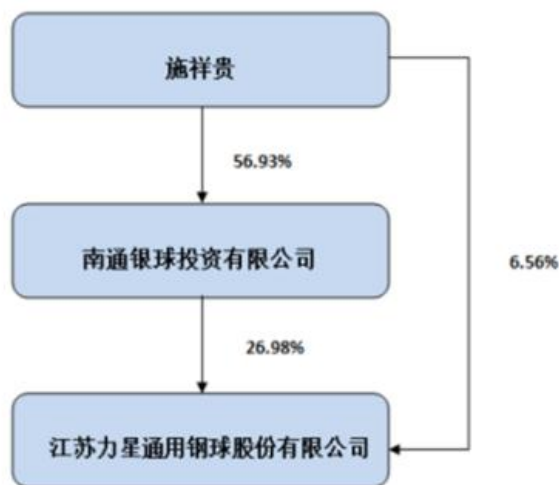 施祥贵
56.93%
南通银球投资有限公司
6.56%
26.98%
江苏力星通用钢球股份有限公司